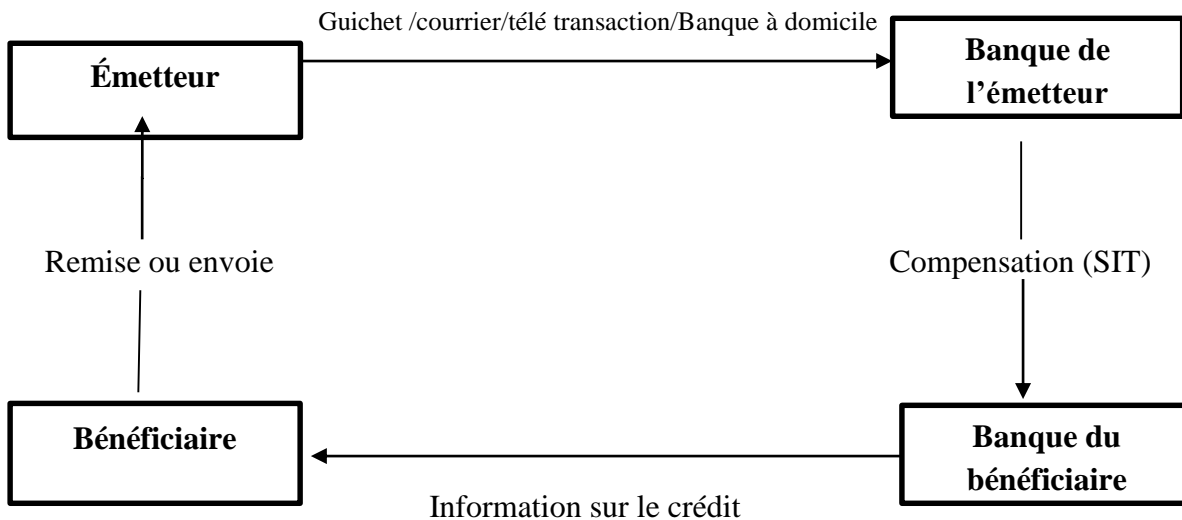 Guichet /courrier/télé transaction/Banque à domicile
Émetteur
Banque de
l’émetteur
Remise ou envoie
Compensation (SIT)
Bénéficiaire
Banque du
bénéficiaire
Information sur le crédit